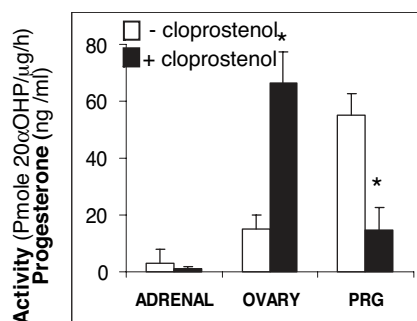 Activity (Pmole 20αOHP/µg/h)
Progesterone (ng /ml)
80
60
40
20
0
- cloprostenol
+ cloprostenol
*
*
ADRENAL OVARY PRG